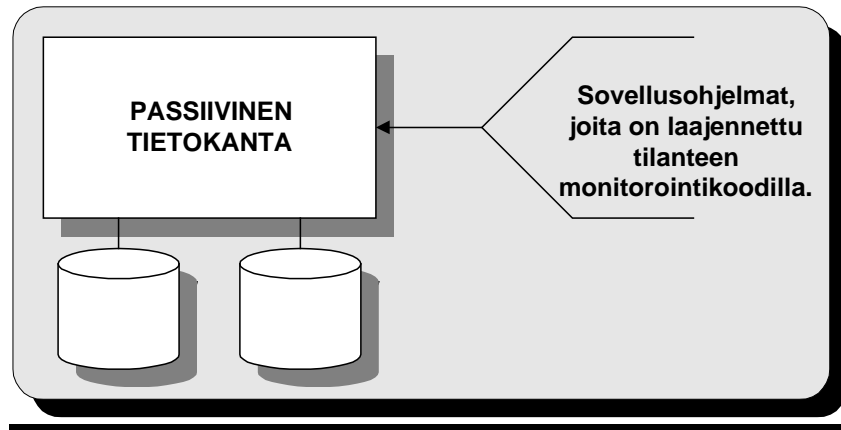 PASSIIVINEN
TIETOKANTA
Sovellusohjelmat,
joita on laajennettu
tilanteen
monitorointikoodilla.